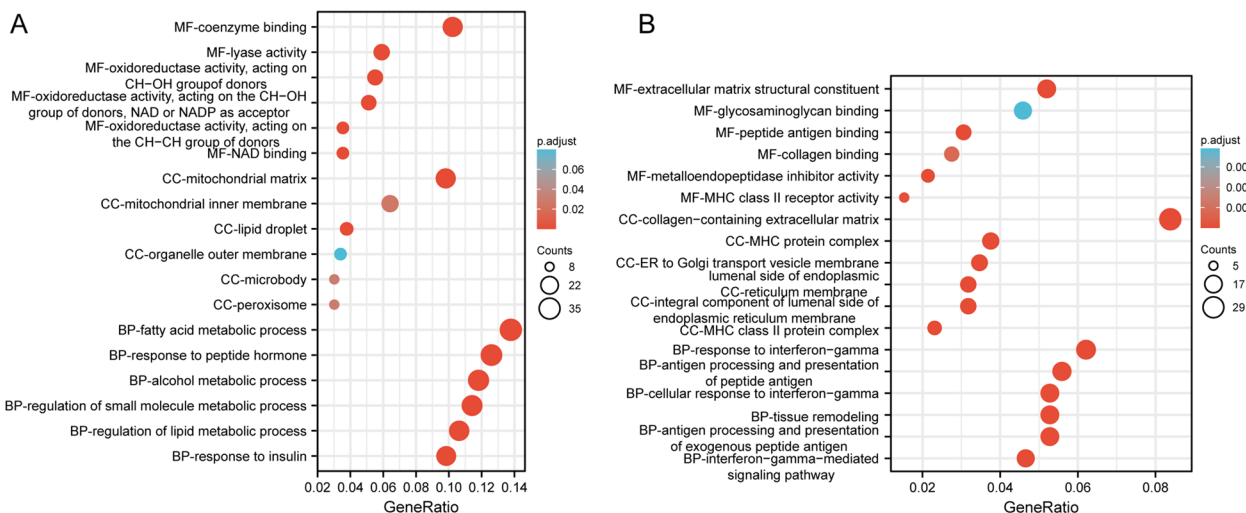 A
MF-coenzyme binding
MF-lyase activity
MF-oxidoreductase activity, acting on
CH−OH groupof donors
MF-oxidoreductase activity, acting on the CH−OH
group of donors, NAD or NADP as acceptor
MF-oxidoreductase activity, acting on
the CH−CH group of donors
MF-NAD binding
CC-mitochondrial matrix
CC-mitochondrial inner membrane
CC-lipid droplet
CC-organelle outer membrane
CC-microbody
CC-peroxisome
BP-fatty acid metabolic process
BP-response to peptide hormone
BP-alcohol metabolic process
BP-regulation of small molecule metabolic process
BP-regulation of lipid metabolic process
BP-response to insulin
0.02 0.04 0.06 0.08 0.10 0.12 0.14
GeneRatio
p.adjust
0.06
0.04
0.02
Counts
8
22
35
B
MF-extracellular matrix structural constituent
MF-glycosaminoglycan binding
MF-peptide antigen binding
MF-collagen binding
MF-metalloendopeptidase inhibitor activity
MF-MHC class II receptor activity
CC-collagen−containing extracellular matrix
CC-MHC protein complex
CC-ER to Golgi transport vesicle membrane
lumenal side of endoplasmic
CC-reticulum membrane
CC-integral component of lumenal side of
endoplasmic reticulum membrane
CC-MHC class II protein complex
BP-response to interferon-gamma
BP-antigen processing and presentation
of peptide antigen
BP-cellular response to interferon-gamma
BP-tissue remodeling
BP-antigen processing and presentation
of exogenous peptide antigen
BP-interferon−gamma−mediated
signaling pathway
0.02 0.04 0.06 0.08
GeneRatio
p.adjust
0.00
0.00
0.00
Counts
5
17
29